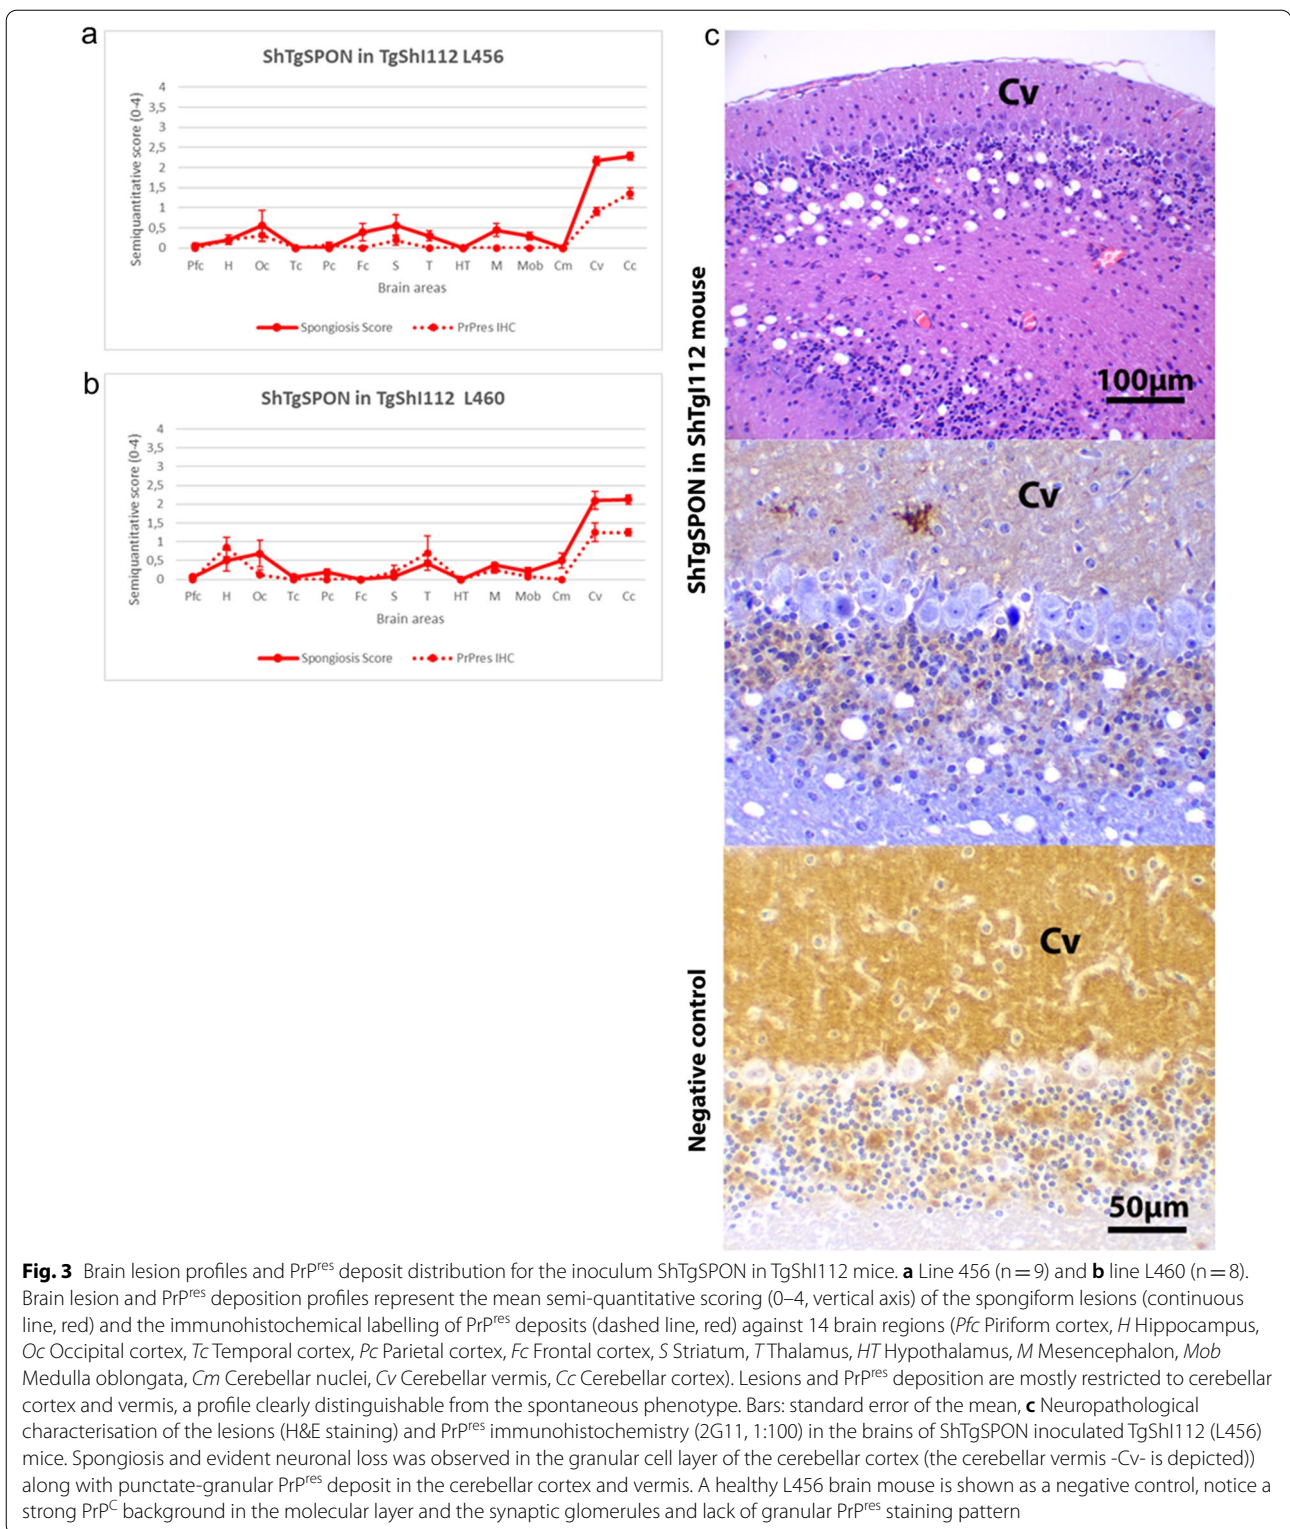 a
ShTgSPON in TgShI112 L456
Semiquantitative score (0-4)
4
3,5
3
2,5
2
1,5
1
0,5
0
Pfc H Oc Tc Pc Fc S T HT M Mob Cm Cv Cc
Brain areas
Spongiosis Score PrPres IHC
b
ShTgSPON in TgShI112 L460
Semiquantitative score (0-4)
4
3,5
3
2,5
2
1,5
1
0,5
0
Pfc H Oc Tc Pc Fc S T HT M Mob Cm Cv Cc
Brain areas
Spongiosis Score PrPres IHC
c
ShTgSPON in ShTgI112 mouse
Cv
100μm
Cv
Negative control
Cv
50μm
Fig. 3 Brain lesion profiles and PrPres deposit distribution for the inoculum ShTgSPON in TgShI112 mice. a Line 456 (n = 9) and b line L460 (n = 8).
Brain lesion and PrPres deposition profiles represent the mean semi-quantitative scoring (0–4, vertical axis) of the spongiform lesions (continuous
line, red) and the immunohistochemical labelling of PrPres deposits (dashed line, red) against 14 brain regions (Pfc Piriform cortex, H Hippocampus,
Oc Occipital cortex, Tc Temporal cortex, Pc Parietal cortex, Fc Frontal cortex, S Striatum, T Thalamus, HT Hypothalamus, M Mesencephalon, Mob
Medulla oblongata, Cm Cerebellar nuclei, Cv Cerebellar vermis, Cc Cerebellar cortex). Lesions and PrPres deposition are mostly restricted to cerebellar
cortex and vermis, a profile clearly distinguishable from the spontaneous phenotype. Bars: standard error of the mean, c Neuropathological
characterisation of the lesions (H&E staining) and PrPres immunohistochemistry (2G11, 1:100) in the brains of ShTgSPON inoculated TgShI112 (L456)
mice. Spongiosis and evident neuronal loss was observed in the granular cell layer of the cerebellar cortex (the cerebellar vermis -Cv- is depicted))
along with punctate-granular PrPres deposit in the cerebellar cortex and vermis. A healthy L456 brain mouse is shown as a negative control, notice a
strong PrPC background in the molecular layer and the synaptic glomerules and lack of granular PrPres staining pattern